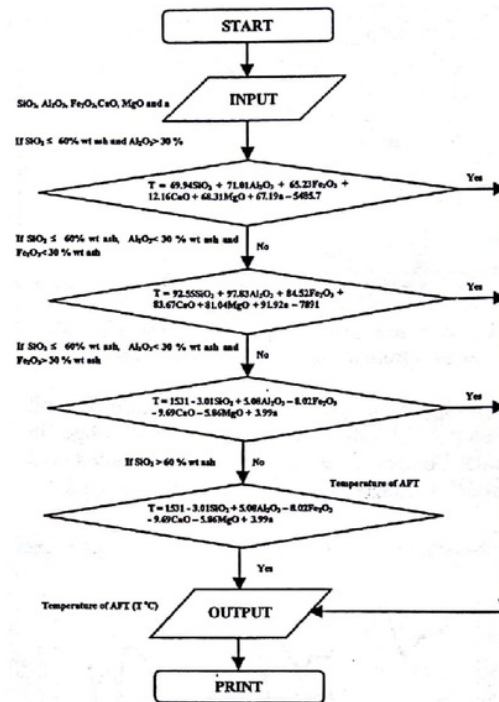 START
INPUT
SiO₂, Al₂O₃, Fe₂O₃, CaO, MgO and a
If SiO₂ ≤ 60% wt ash and Al₂O₃ > 30 %
Yes
T = 69.94SiO₂ + 71.01Al₂O₃ + 65.23Fe₂O₃ +
12.16CaO + 68.31MgO + 67.19a – 5485.7
If SiO₂ ≤ 60% wt ash, Al₂O₃< 30 % wt ash and
Fe₂O₃<30 % wt ash
No
T = 92.55SiO₂ + 97.83Al₂O₃ + 84.52Fe₂O₃ +
83.67CaO + 81.04MgO + 91.92a – 7891
If SiO₂ ≤ 60% wt ash, Al₂O₃< 30 % wt ash and
Fe₂O₃> 30 % wt ash
No
Yes
T = 1531 - 3.01SiO₂ + 5.08Al₂O₃ – 8.02Fe₂O₃
- 9.69CaO – 5.86MgO + 3.99a
If SiO₂ > 60 % wt ash
No
Temperature of AFT
T = 1531 - 3.01SiO₂ + 5.08Al₂O₃ – 8.02Fe₂O₃
- 9.69CaO – 5.86MgO + 3.99a
Yes
Temperature of AFT (T °C)
OUTPUT
PRINT